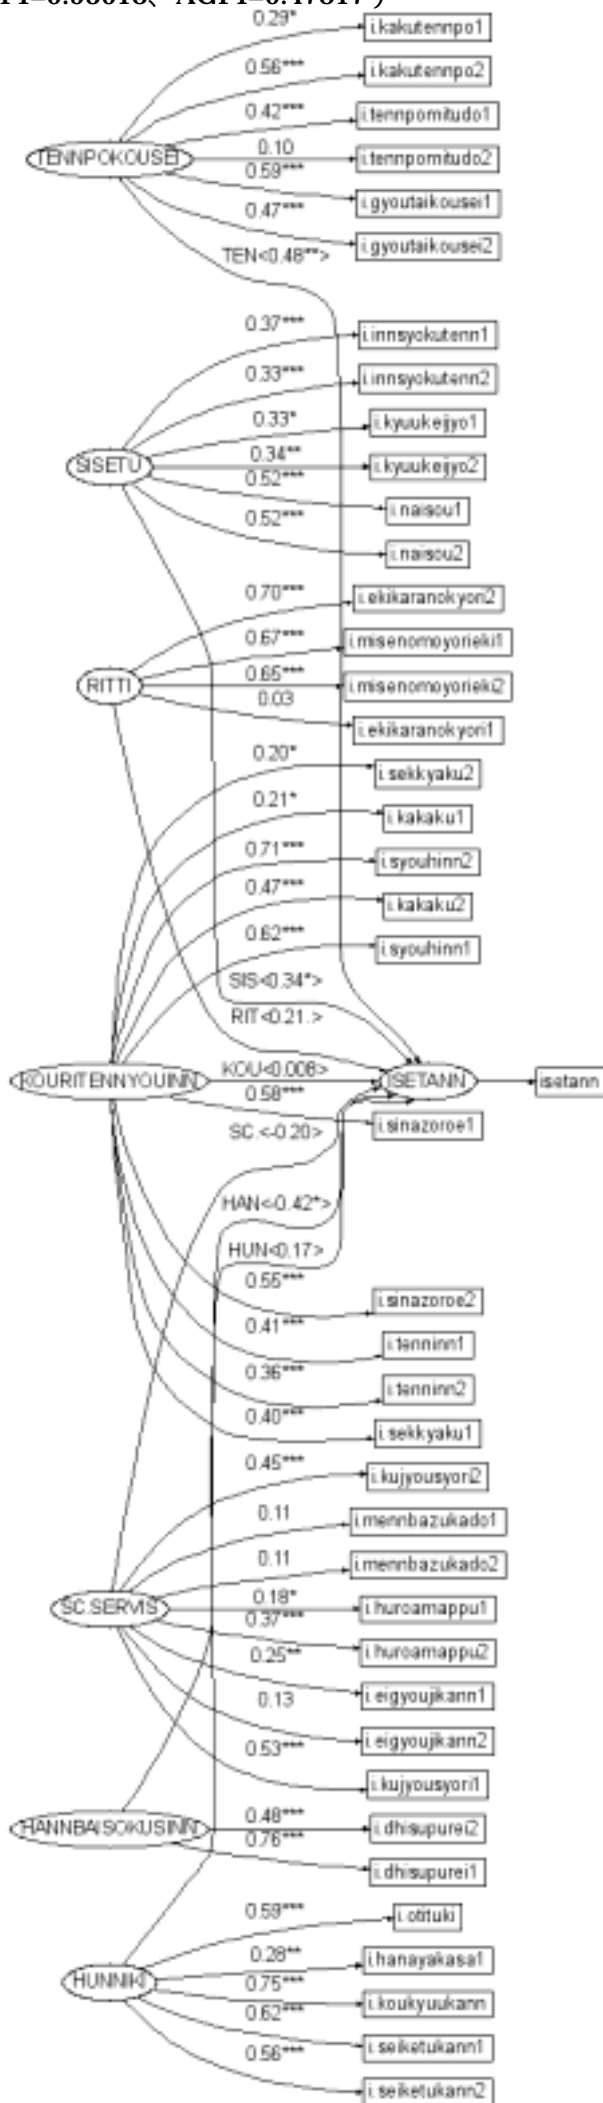 AGFI=0.47817 )
0.29*
i.kakutennpo1
0.56***
i.kakutennpo2
0.42***
i.tennpomitudo1
TENNPOKOUSEI
0.10
i.tennpomitudo2
0.59***
i.gyoutaikousei1
0.47***
i.gyoutaikousei2
TEN<0.48**>
0.37***
i.innsyokutenn1
0.33***
i.innsyokutenn2
0.33*
i.kyuukeijyo1
SISETU
0.34**
i.kyuukeijyo2
0.52***
i.naisou1
0.52***
i.naisou2
0.70***
i.ekikaranokyori2
0.67***
i.misenomoyorieki1
RITTI
0.65***
i.misenomoyorieki2
0.03
i.ekikaranokyori1
0.20*
i.sekkyaku2
0.21*
i.kakaku1
0.71***
i.syouhinn2
0.47***
i.kakaku2
0.62***
i.syouhinn1
SIS<0.34*>
RIT<0.21.>
KOURITENNYOUINN
KOU<0.008>
ISETANN
isetann
0.58***
i.sinazoroe1
SC.<-0.20>
HAN<-0.42*>
HUN<0.17>
0.55***
i.sinazoroe2
0.41***
i.tenninn1
0.36***
i.tenninn2
0.40***
i.sekkyaku1
0.45***
i.kujyousyori2
0.11
i.mennbazukado1
0.11
i.mennbazukado2
SC.SERVIS
0.18*
i.huroamappu1
0.37***
i.huroamappu2
0.25**
i.eigyoujikann1
0.13
i.eigyoujikann2
0.53***
i.kujyousyori1
HANNBAISOKUSINN
0.48***
i.dhisupurei2
0.76***
i.dhisupurei1
0.59***
i.otituki
0.28**
i.hanayakasa1
HUNNIKI
0.75***
i.koukyuukann
0.62***
i.seiketukann1
0.56***
i.seiketukann2